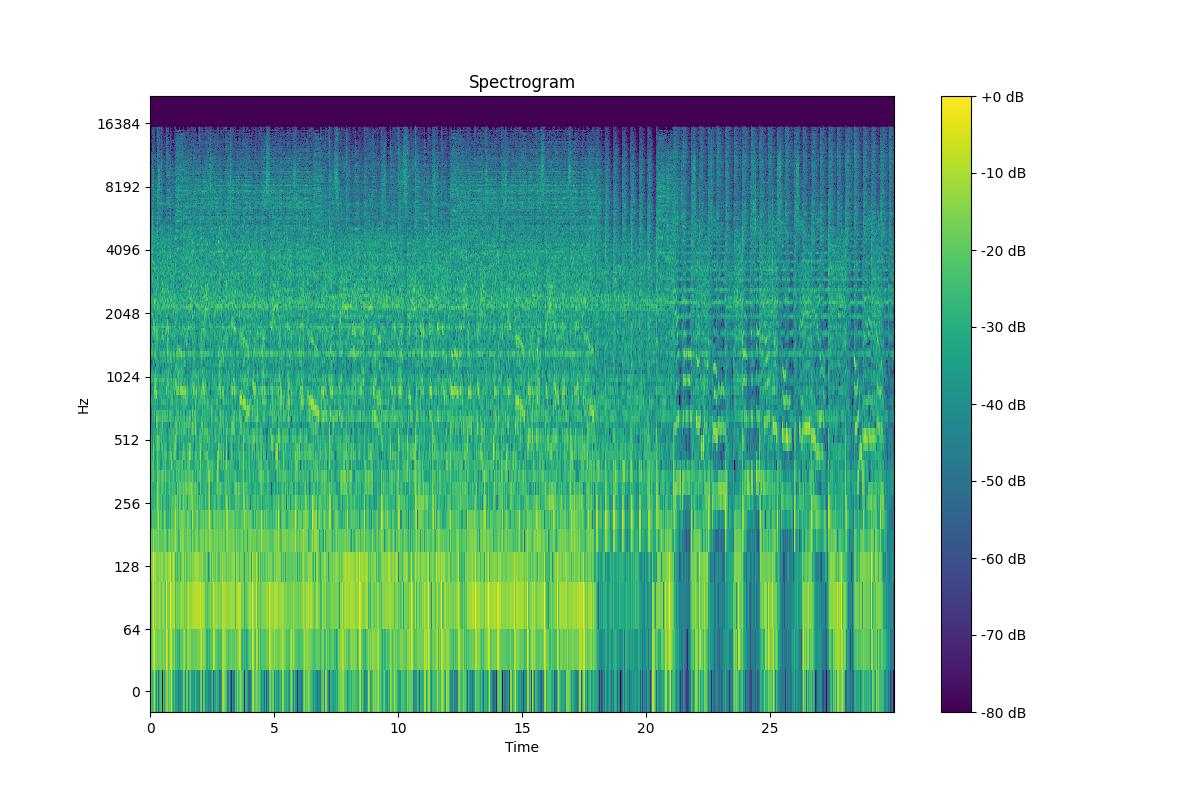 Spectrogram
+0 dB
16384
-10 dB
8192
-20 dB
4096
-30 dB
2048
1024
-40 dB
Hz
512
-50 dB
256
-60 dB
128
64
-70 dB
0
-80 dB
0 5 10 15 20 25
Time